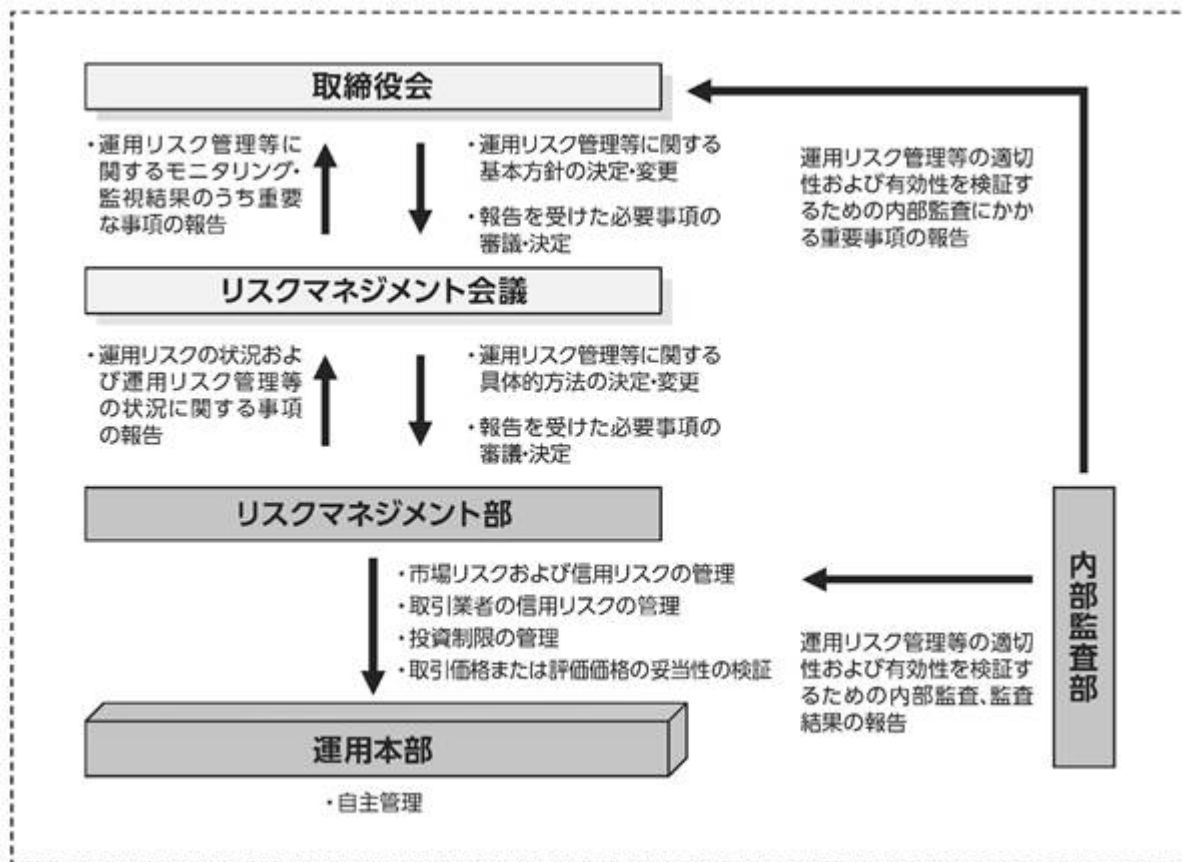 取締役会
・運用リスク管理等に
関するモニタリング・
監視結果のうち重要
な事項の報告
・運用リスク管理等に関する
基本方針の決定・変更
・報告を受けた必要事項の
審議・決定
運用リスク管理等の適切
性および有効性を検証す
るための内部監査にかか
る重要事項の報告
リスクマネジメント会議
・運用リスクの状況およ
び運用リスク管理等
の状況に関する事項
の報告
・運用リスク管理等に関する
具体的方法の決定・変更
・報告を受けた必要事項の
審議・決定
リスクマネジメント部
・市場リスクおよび信用リスクの管理
・取引業者の信用リスクの管理
・投資制限の管理
・取引価格または評価価格の妥当性の検証
内部監査部
運用リスク管理等の適切
性および有効性を検証す
るための内部監査、監査
結果の報告
運用本部
・自主管理